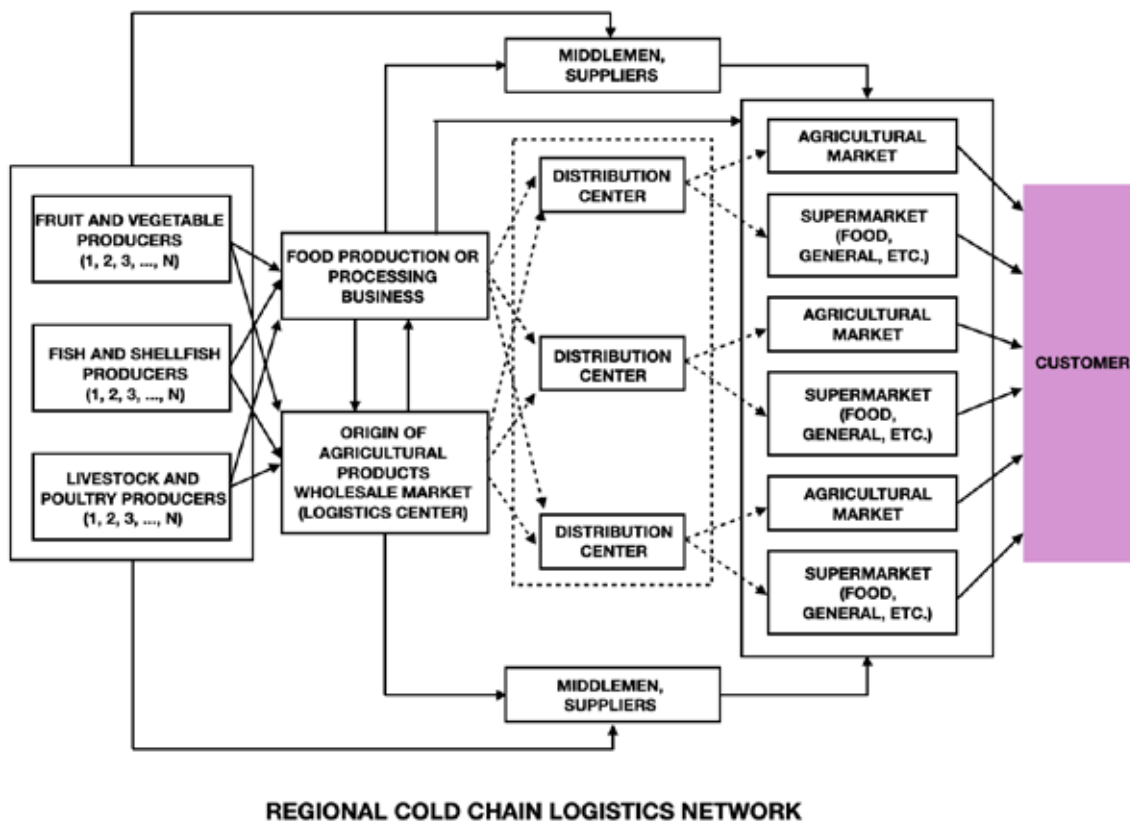 MIDDLEMEN,
SUPPLIERS
FRUIT AND VEGETABLE
PRODUCERS
(1, 2, 3, ..., N)
FISH AND SHELLFISH
PRODUCERS
(1, 2, 3, ..., N)
LIVESTOCK AND
POULTRY PRODUCERS
(1, 2, 3, ..., N)
FOOD PRODUCTION OR
PROCESSING
BUSINESS
ORIGIN OF
AGRICULTURAL
PRODUCTS
WHOLESALE MARKET
(LOGISTICS CENTER)
DISTRIBUTION
CENTER
DISTRIBUTION
CENTER
DISTRIBUTION
CENTER
AGRICULTURAL
MARKET
SUPERMARKET
(FOOD,
GENERAL, ETC.)
AGRICULTURAL
MARKET
SUPERMARKET
(FOOD,
GENERAL, ETC.)
AGRICULTURAL
MARKET
SUPERMARKET
(FOOD,
GENERAL, ETC.)
CUSTOMER
MIDDLEMEN,
SUPPLIERS
REGIONAL COLD CHAIN LOGISTICS NETWORK